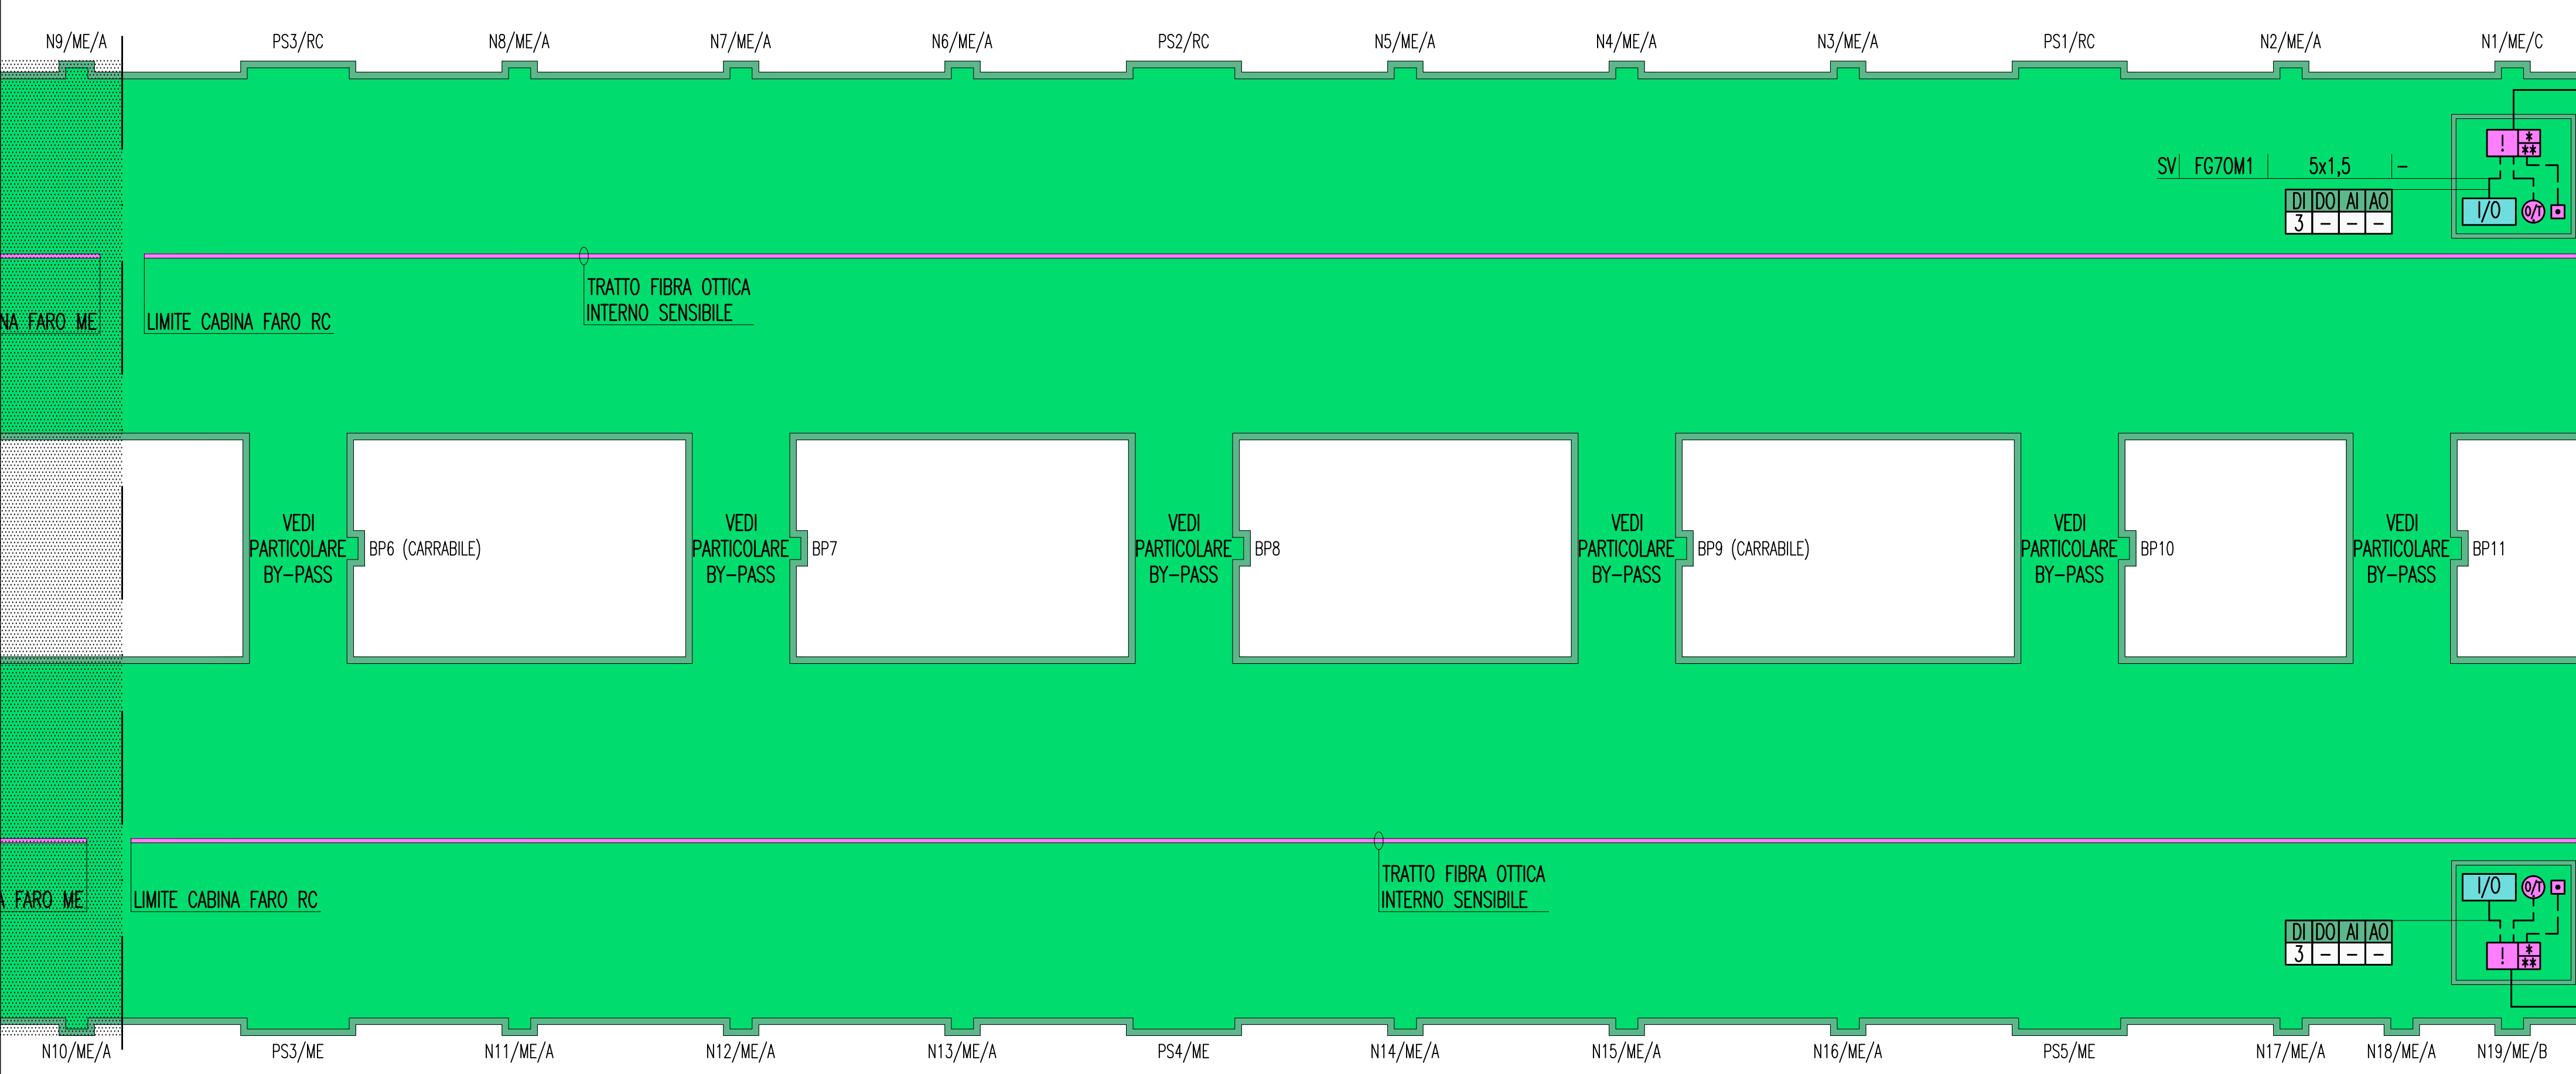 N9/ME/A PS3/RC N8/ME/A N7/ME/A N6/ME/A PS2/RC N5/ME/A N4/ME/A N3/ME/A PS1/RC N2/ME/A N1/ME/C
! *
**
SV FG7OM1 5x1,5 -
DI DO AI AO
3 - - -
I/O O/T
TRATTO FIBRA OTTICA
INTERNO SENSIBILE
NA FARO ME
LIMITE CABINA FARO RC
VEDI
PARTICOLARE
BY-PASS
BP6 (CARRABILE)
VEDI
PARTICOLARE
BY-PASS
BP7
VEDI
PARTICOLARE
BY-PASS
BP8
VEDI
PARTICOLARE
BY-PASS
BP9 (CARRABILE)
VEDI
PARTICOLARE
BY-PASS
BP10
VEDI
PARTICOLARE
BY-PASS
BP11
A FARO ME
LIMITE CABINA FARO RC
TRATTO FIBRA OTTICA
INTERNO SENSIBILE
I/O O/T
DI DO AI AO
3 - - -
! *
**
N10/ME/A PS3/ME N11/ME/A N12/ME/A N13/ME/A PS4/ME N14/ME/A N15/ME/A N16/ME/A PS5/ME N17/ME/A N18/ME/A N19/ME/B